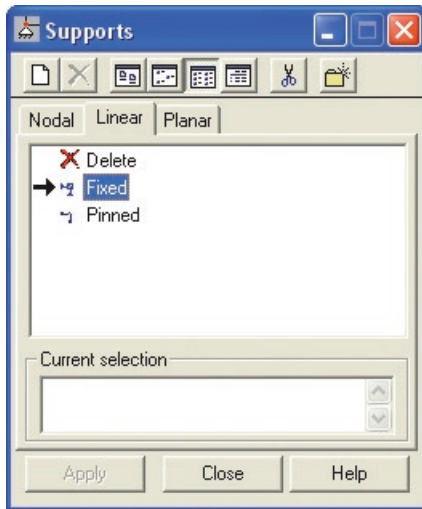 Supports
Nodal Linear Planar
Delete
Fixed
Pinned
Current selection
Apply Close Help